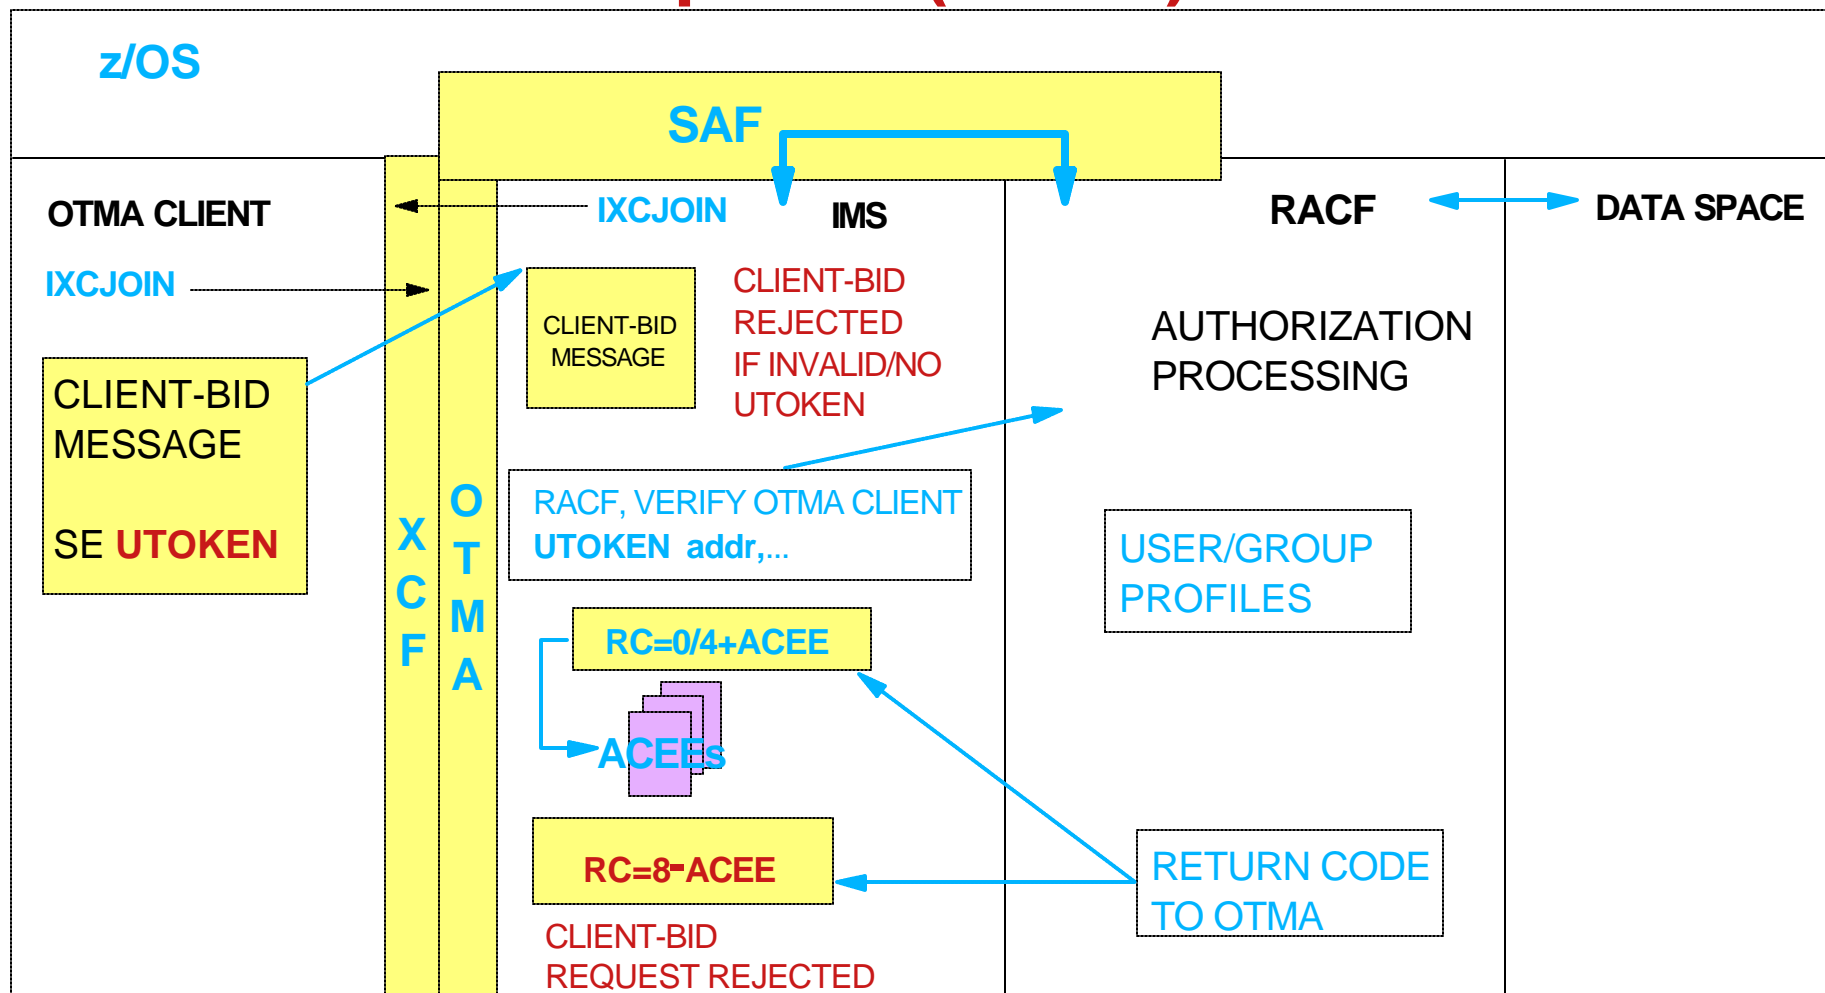 z/OS
SAF
OTMA CLIENT
IXCJOIN
IXCJOIN
IMS
RACF
DATA SPACE
CLIENT-BID
MESSAGE
SE UTOKEN
XCF
OTMA
CLIENT-BID
MESSAGE
CLIENT-BID
REJECTED
IF INVALID/NO
UTOKEN
AUTHORIZATION
PROCESSING
RACF, VERIFY OTMA CLIENT
UTOKEN addr,...
USER/GROUP
PROFILES
RC=0/4+ACEE
ACEEs
RC=8-ACEE
CLIENT-BID
REQUEST REJECTED
RETURN CODE
TO OTMA